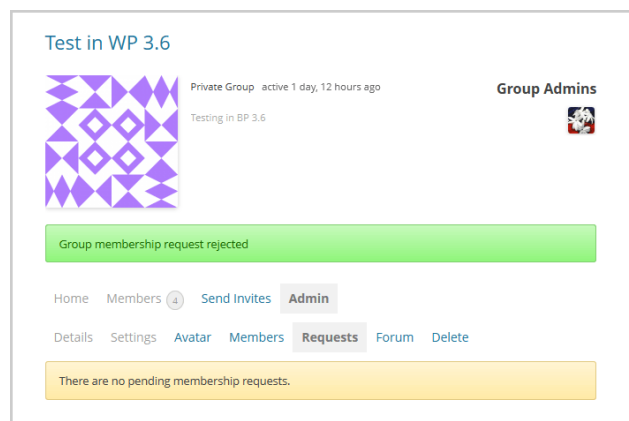 Test in WP 3.6
Private Group active 1 day, 12 hours ago
Group Admins
Testing in BP 3.6
Group membership request rejected
Home Members 4 Send Invites Admin
Details Settings Avatar Members Requests Forum Delete
There are no pending membership requests.